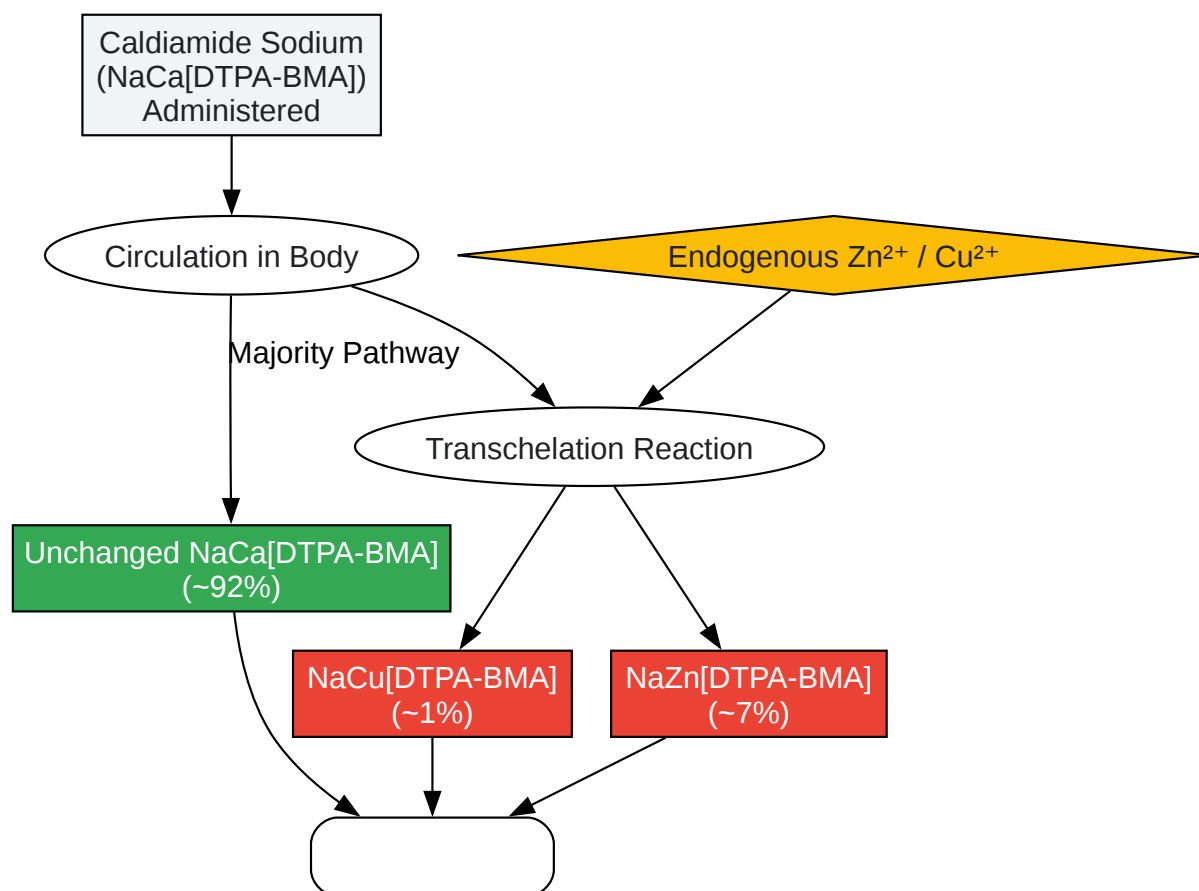 Caldiamide Sodium
(NaCa[DTPA-BMA])
Administered
Circulation in Body
Endogenous Zn²⁺ / Cu²⁺
Majority Pathway
Transchelation Reaction
Unchanged NaCa[DTPA-BMA]
(~92%)
NaCu[DTPA-BMA]
(~1%)
NaZn[DTPA-BMA]
(~7%)